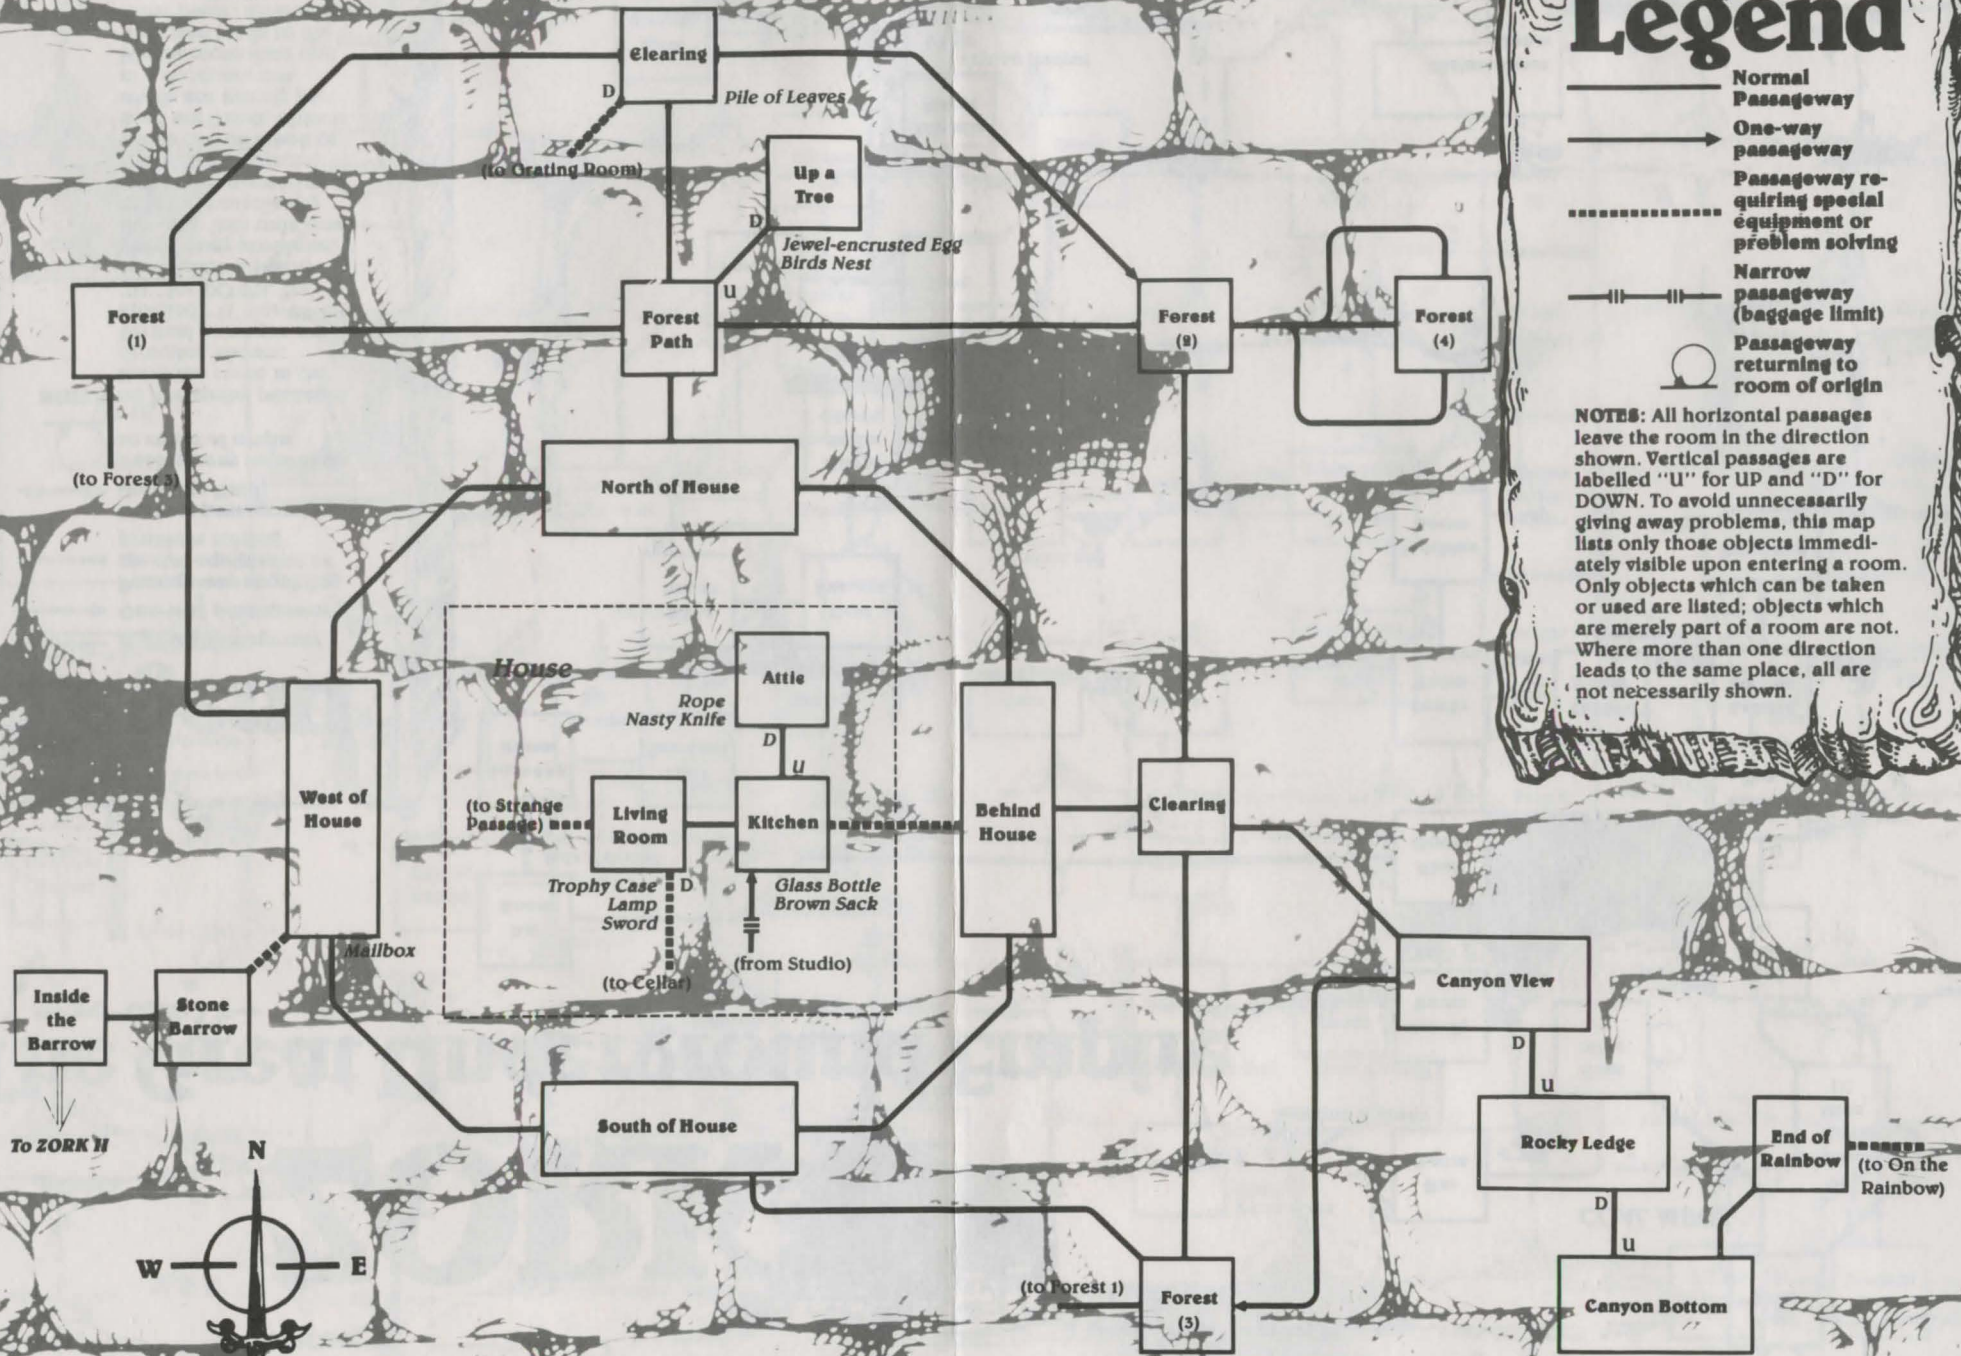 Clearing
D
Pile of Leaves
(to Grating Room)
Up a
Tree
D
Jewel-encrusted Egg
Birds Nest
U
Forest
(1)
Forest
Path
Forest
(2)
Forest
(4)
(to Forest 3)
North of House
House
Attic
Rope
Nasty Knife
D
U
West of
House
(to Strange
Passage)
Living
Room
Kitchen
Behind
House
Clearing
Trophy Case
Lamp
Sword
D
Glass Bottle
Brown Sack
Mailbox
(from Studio)
(to Cellar)
Inside
the
Barrow
Stone
Barrow
To ZORK II
Canyon View
D
U
South of House
Rocky Ledge
End of
Rainbow
(to On the
Rainbow)
D
U
N
W
E
(to Forest 1)
Forest
(3)
Canyon Bottom
Legend
Normal
Passageway
One-way
passageway
Passageway re-
quiring special
equipment or
problem solving
Narrow
passageway
(baggage limit)
Passageway
returning to
room of origin
NOTES: All horizontal passages
leave the room in the direction
shown. Vertical passages are
labelled "U" for UP and "D" for
DOWN. To avoid unnecessarily
giving away problems, this map
lists only those objects immedi-
ately visible upon entering a room.
Only objects which can be taken
or used are listed; objects which
are merely part of a room are not.
Where more than one direction
leads to the same place, all are
not necessarily shown.